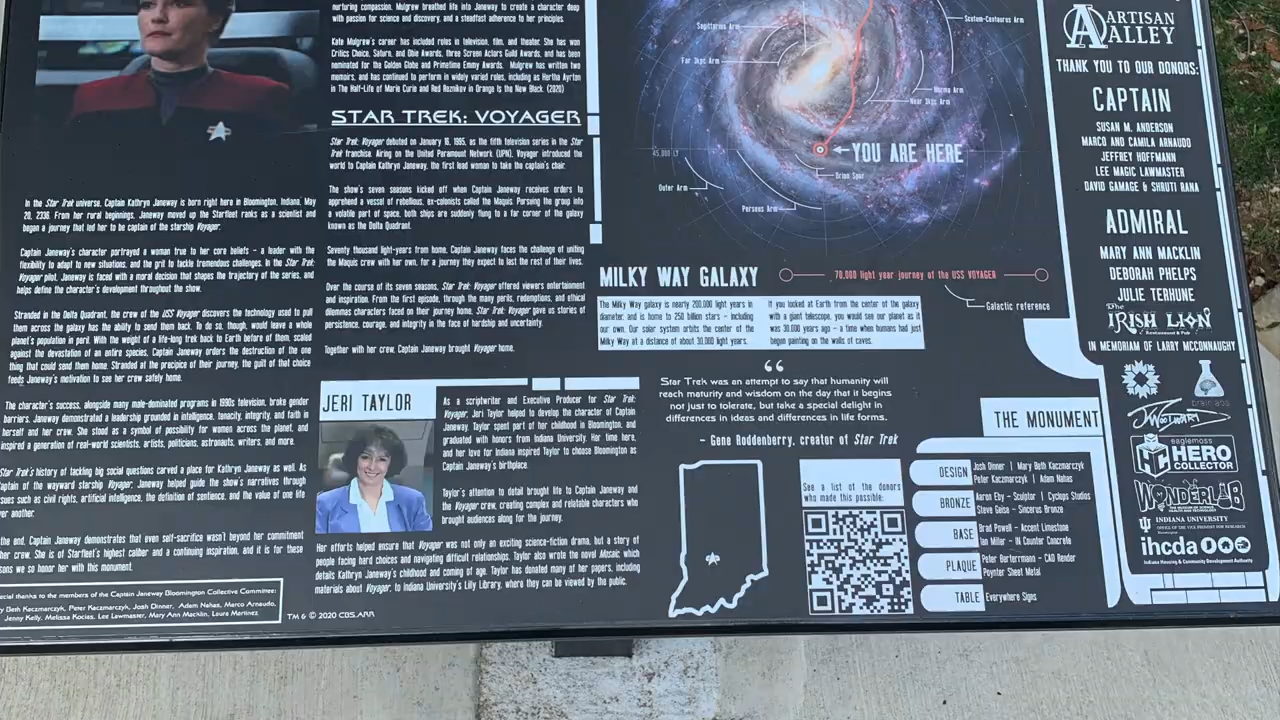 nurturing compassion. Mulgrew breathed life into Janeway to create a character deep
with passion for science and discovery, and a steadfast adherence to her principles.
Kate Mulgrew's career has included roles in television, film, and theater. She has won
Critics Choice, Saturn, and Obie Awards, three Screen Actors Guild Awards, and has been
nominated for the Golden Globe and Primetime Emmy Awards. Mulgrew has written two
memoirs, and has continued to perform in widely varied roles, including as Hertha Ayrton
in The Half-Life of Marie Curie and Red Reznikov in Orange Is the New Black. (2020)
STAR TREK: VOYAGER
Star Trek: Voyager debuted on January 16, 1995, as the fifth television series in the Star
Trek franchise. Airing on the United Paramount Network (UPN), Voyager introduced the
world to Captain Kathryn Janeway, the first lead woman to take the captain's chair.
The show's seven seasons kicked off when Captain Janeway receives orders to
apprehend a vessel of rebellious, ex-colonists called the Maquis. Pursuing the group into
a volatile part of space, both ships are suddenly flung to a far corner of the galaxy
known as the Delta Quadrant.
Seventy thousand light-years from home, Captain Janeway faces the challenge of uniting
the Maquis crew with her own, for a journey they expect to last the rest of their lives.
Over the course of its seven seasons, Star Trek: Voyager offered viewers entertainment
and inspiration. From the first episode, through the many perils, redemptions, and ethical
dilemmas characters faced on their journey home, Star Trek: Voyager gave us stories of
persistence, courage, and integrity in the face of hardship and uncertainty.
Together with her crew, Captain Janeway brought Voyager home.
In the Star Trek universe, Captain Kathryn Janeway is born right here in Bloomington, Indiana, May
20, 2336. From her rural beginnings, Janeway moved up the Starfleet ranks as a scientist and
began a journey that led her to be captain of the starship Voyager.
Captain Janeway's character portrayed a woman true to her core beliefs – a leader with the
flexibility to adapt to new situations, and the grit to tackle tremendous challenges. In the Star Trek:
Voyager pilot, Janeway is faced with a moral decision that shapes the trajectory of the series, and
helps define the character's development throughout the show.
Stranded in the Delta Quadrant, the crew of the USS Voyager discovers the technology used to pull
them across the galaxy has the ability to send them back. To do so, though, would leave a whole
planet's population in peril. With the weight of a life-long trek back to Earth before of them, scaled
against the devastation of an entire species, Captain Janeway orders the destruction of the one
thing that could send them home. Stranded at the precipice of their journey, the guilt of that choice
feeds Janeway's motivation to see her crew safely home.
The character's success, alongside many male-dominated programs in 1990s television, broke gender
barriers. Janeway demonstrated a leadership grounded in intelligence, tenacity, integrity, and faith in
herself and her crew. She stood as a symbol of possibility for women across the planet, and
inspired a generation of real-world scientists, artists, politicians, astronauts, writers, and more.
Star Trek's history of tackling big social questions carved a place for Kathryn Janeway as well. As
captain of the wayward starship Voyager, Janeway helped guide the show's narratives through
sues such as civil rights, artificial intelligence, the definition of sentience, and the value of one life
er another.
the end, Captain Janeway demonstrates that even self-sacrifice wasn't beyond her commitment
her crew. She is of Starfleet's highest caliber and a continuing inspiration, and it is for these
sons we so honor her with this monument.
ecial thanks to the members of the Captain Janeway Bloomington Collective Committee:
y Beth Kaczmarczyk, Peter Kaczmarczyk, Josh Dinner, Adam Nahas, Marco Arnaudo,
Jenny Kelly, Melissa Kocias, Lee Lawmaster, Mary Ann Macklin, Laura Martinez
TM & © 2020 CBS.ARR
JERI TAYLOR
As a scriptwriter and Executive Producer for Star Trek:
Voyager, Jeri Taylor helped to develop the character of Captain
Janeway. Taylor spent part of her childhood in Bloomington, and
graduated with honors from Indiana University. Her time here,
and her love for Indiana inspired Taylor to choose Bloomington as
Captain Janeway's birthplace.
Taylor's attention to detail brought life to Captain Janeway and
the Voyager crew, creating complex and relatable characters who
brought audiences along for the journey.
Her efforts helped ensure that Voyager was not only an exciting science-fiction drama, but a story of
people facing hard choices and navigating difficult relationships. Taylor also wrote the novel Mosaic which
details Kathryn Janeway's childhood and coming of age. Taylor has donated many of her papers, including
materials about Voyager, to Indiana University's Lilly Library, where they can be viewed by the public.
Sagittarius Arm
Scutum-Centaurus Arm
Far 3kpc Arm
Norma Arm
Near 3kpc Arm
45,000 LY
YOU ARE HERE
Orion Spur
Outer Arm
Perseus Arm
MILKY WAY GALAXY
70,000 light year journey of the USS VOYAGER
Galactic reference
The Milky Way galaxy is nearly 200,000 light years in
diameter, and is home to 250 billion stars – including
our own. Our solar system orbits the center of the
Milky Way at a distance of about 30,000 light years.
If you looked at Earth from the center of the galaxy
with a giant telescope, you would see our planet as it
was 30,000 years ago – a time when humans had just
begun painting on the walls of caves.
“
Star Trek was an attempt to say that humanity will
reach maturity and wisdom on the day that it begins
not just to tolerate, but take a special delight in
differences in ideas and differences in life forms.
– Gene Roddenberry, creator of Star Trek
See a list of the donors
who made this possible:
THE MONUMENT
DESIGN Josh Dinner | Mary Beth Kaczmarczyk
Peter Kaczmarczyk | Adam Nahas
BRONZE Aaron Eby – Sculptor | Cyclops Studios
Steve Geisa – Sincerus Bronze
BASE Brad Powell – Accent Limestone
Ian Miller – IN Counter Concrete
PLAQUE Peter Bertermann – CAD Render
Poynter Sheet Metal
TABLE Everywhere Signs
ARTISAN
ALLEY
THANK YOU TO OUR DONORS:
CAPTAIN
SUSAN M. ANDERSON
MARCO AND CAMILA ARNAUDO
JEFFREY HOFFMANN
LEE MAGIC LAWMASTER
DAVID GAMAGE & SHRUTI RANA
ADMIRAL
MARY ANN MACKLIN
DEBORAH PHELPS
JULIE TERHUNE
The
IRISH LION
Restaurant & Pub
IN MEMORIAM OF LARRY MCCONNAUGHY
brainlabs
eaglemoss
HERO
COLLECTOR
WONDERLAB
THE MUSEUM OF SCIENCE
HEALTH AND TECHNOLOGY
INDIANA UNIVERSITY
OFFICE OF THE VICE PRESIDENT FOR RESEARCH
Bloomington
ihcda
Indiana Housing & Community Development Authority